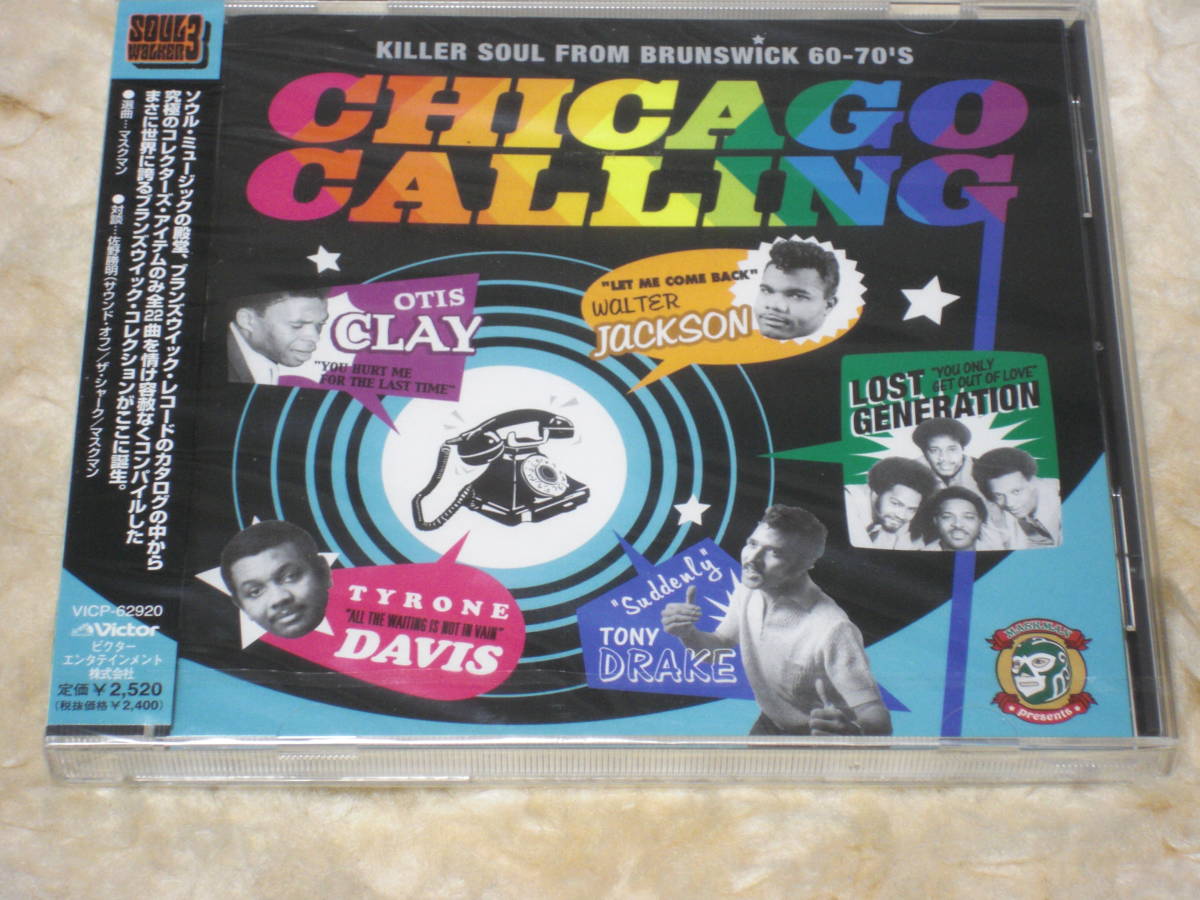 SOUL
WALKER 3
ソウル・ミュージックの殿堂、ブランズウイック・レコードのカタログの中から
究極のコレクターズ・アイテムのみ全22曲を情け容赦なくコンパイルした
まさに世界に誇るブランズウイック・コレクションがここに誕生。
●選曲…マスクマン
●対談…佐野勝明(サウンド・オブ)/ザ・シャーク/マスクマン
VICP-62920
Victor
ビクター
エンタテインメント
株式会社
定価￥2,520
(税抜価格￥2,400)
KILLER SOUL FROM BRUNSWICK 60-70'S
CHICAGO
CALLING
OTIS
CLAY
"YOU HURT ME
FOR THE LAST TIME"
"LET ME COME BACK"
WALTER
JACKSON
LOST
GENERATION
"YOU ONLY
GET OUT OF LOVE"
TYRONE
"ALL THE WAITING IS NOT IN VAIN"
DAVIS
"Suddenly"
TONY
DRAKE
MASKMAN
presents